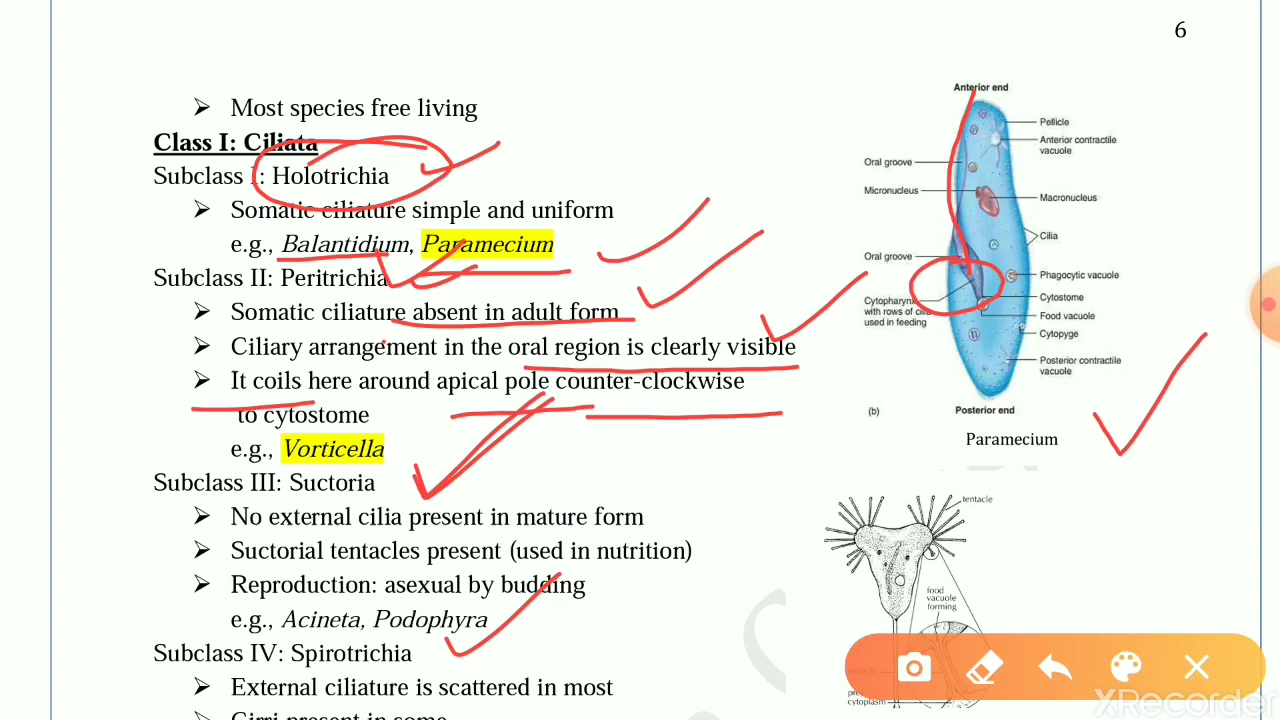 6
Most species free living
Class I: Ciliata
Subclass I: Holotrichia
Somatic ciliature simple and uniform
e.g., Balantidium, Paramecium
Subclass II: Peritrichia
Somatic ciliature absent in adult form
Ciliary arrangement in the oral region is clearly visible
It coils here around apical pole counter-clockwise
to cytostome
e.g., Vorticella
Subclass III: Suctoria
No external cilia present in mature form
Suctorial tentacles present (used in nutrition)
Reproduction: asexual by budding
e.g., Acineta, Podophyra
Subclass IV: Spirotrichia
External ciliature is scattered in most
Cirri present in some
Anterior end
Pellicle
Anterior contractile
vacuole
Oral groove
Micronucleus
Macronucleus
Cilia
Oral groove
Phagocytic vacuole
Cytopharynx
with rows of
used in feeding
Cytostome
Food vacuole
Cytopyge
Posterior contractile
vacuole
(b)
Posterior end
Paramecium
tentacle
food
vacuole
forming
cytoplasm
XRecorder